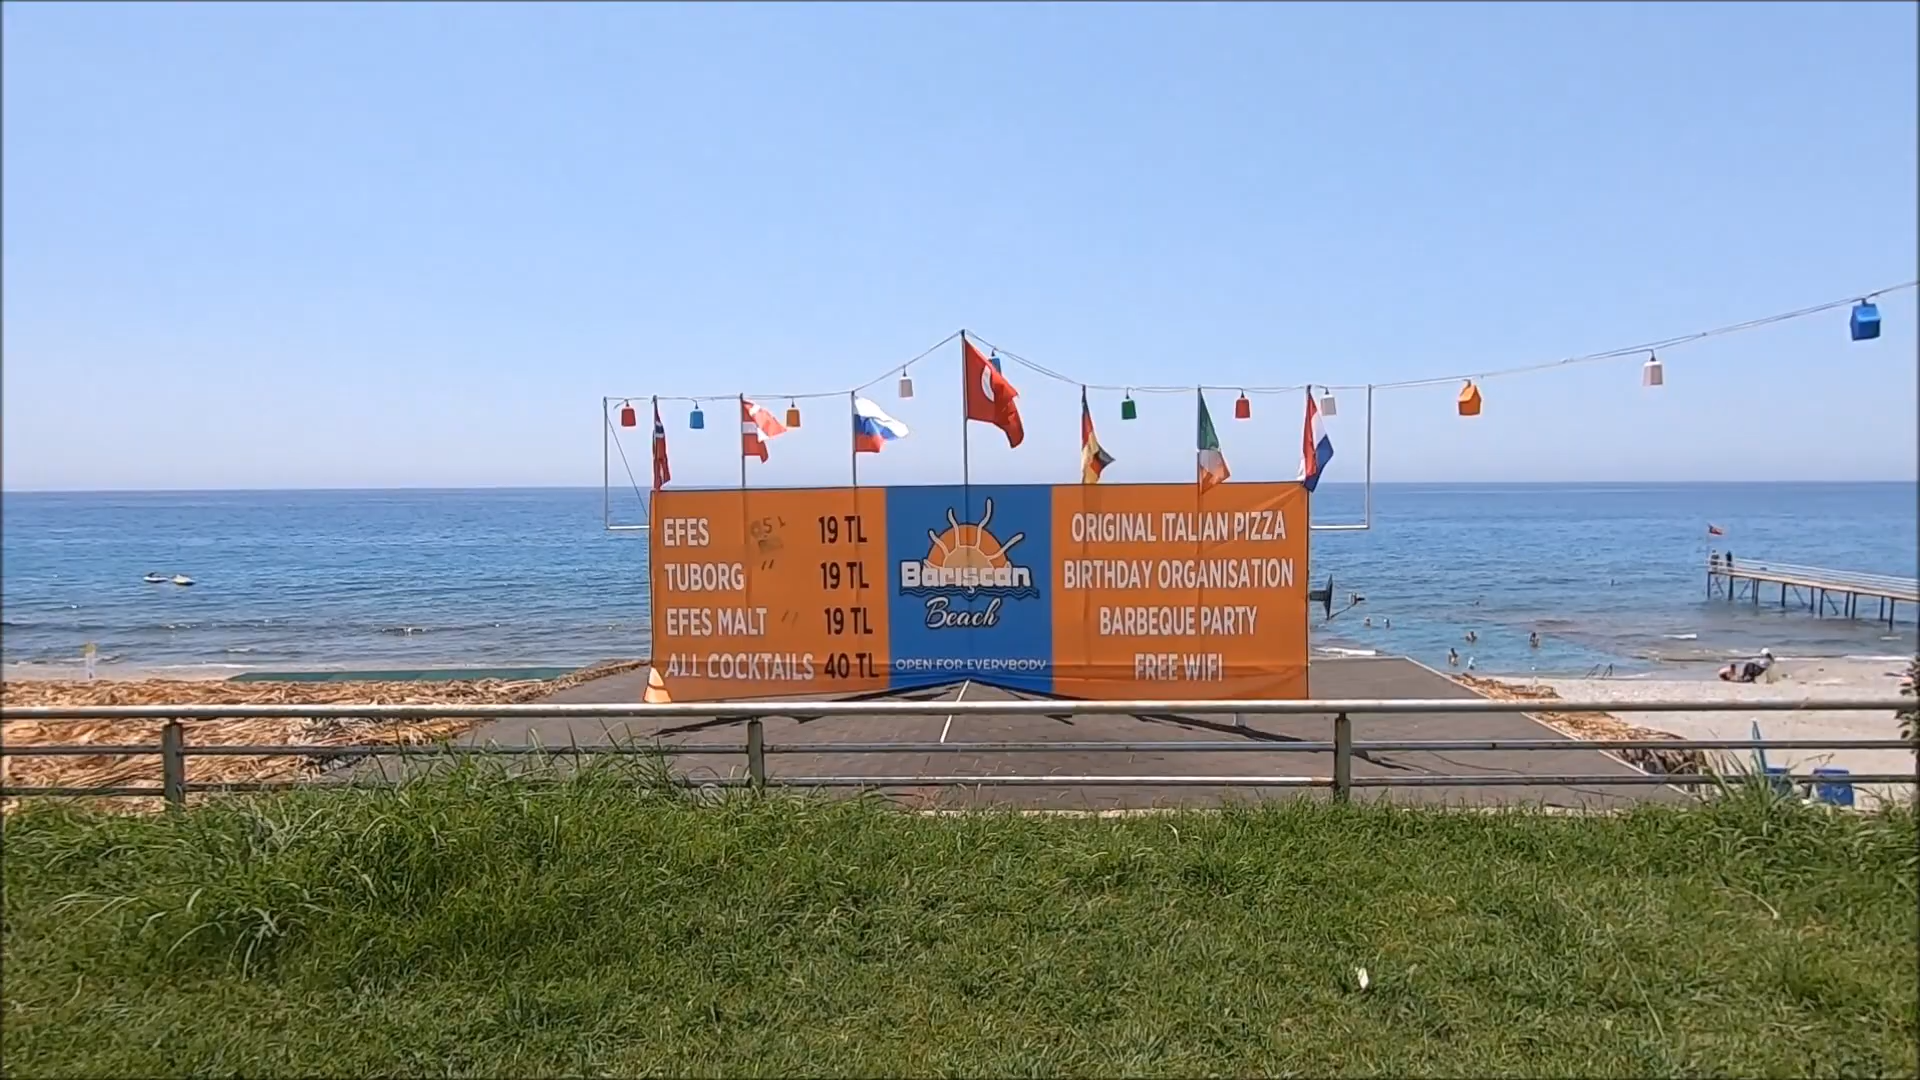 EFES 19 TL
TUBORG " 19 TL
EFES MALT " 19 TL
ALL COCKTAILS 40 TL
Barışcan
Beach
OPEN FOR EVERYBODY
ORIGINAL ITALIAN PIZZA
BIRTHDAY ORGANISATION
BARBEQUE PARTY
FREE WIFI